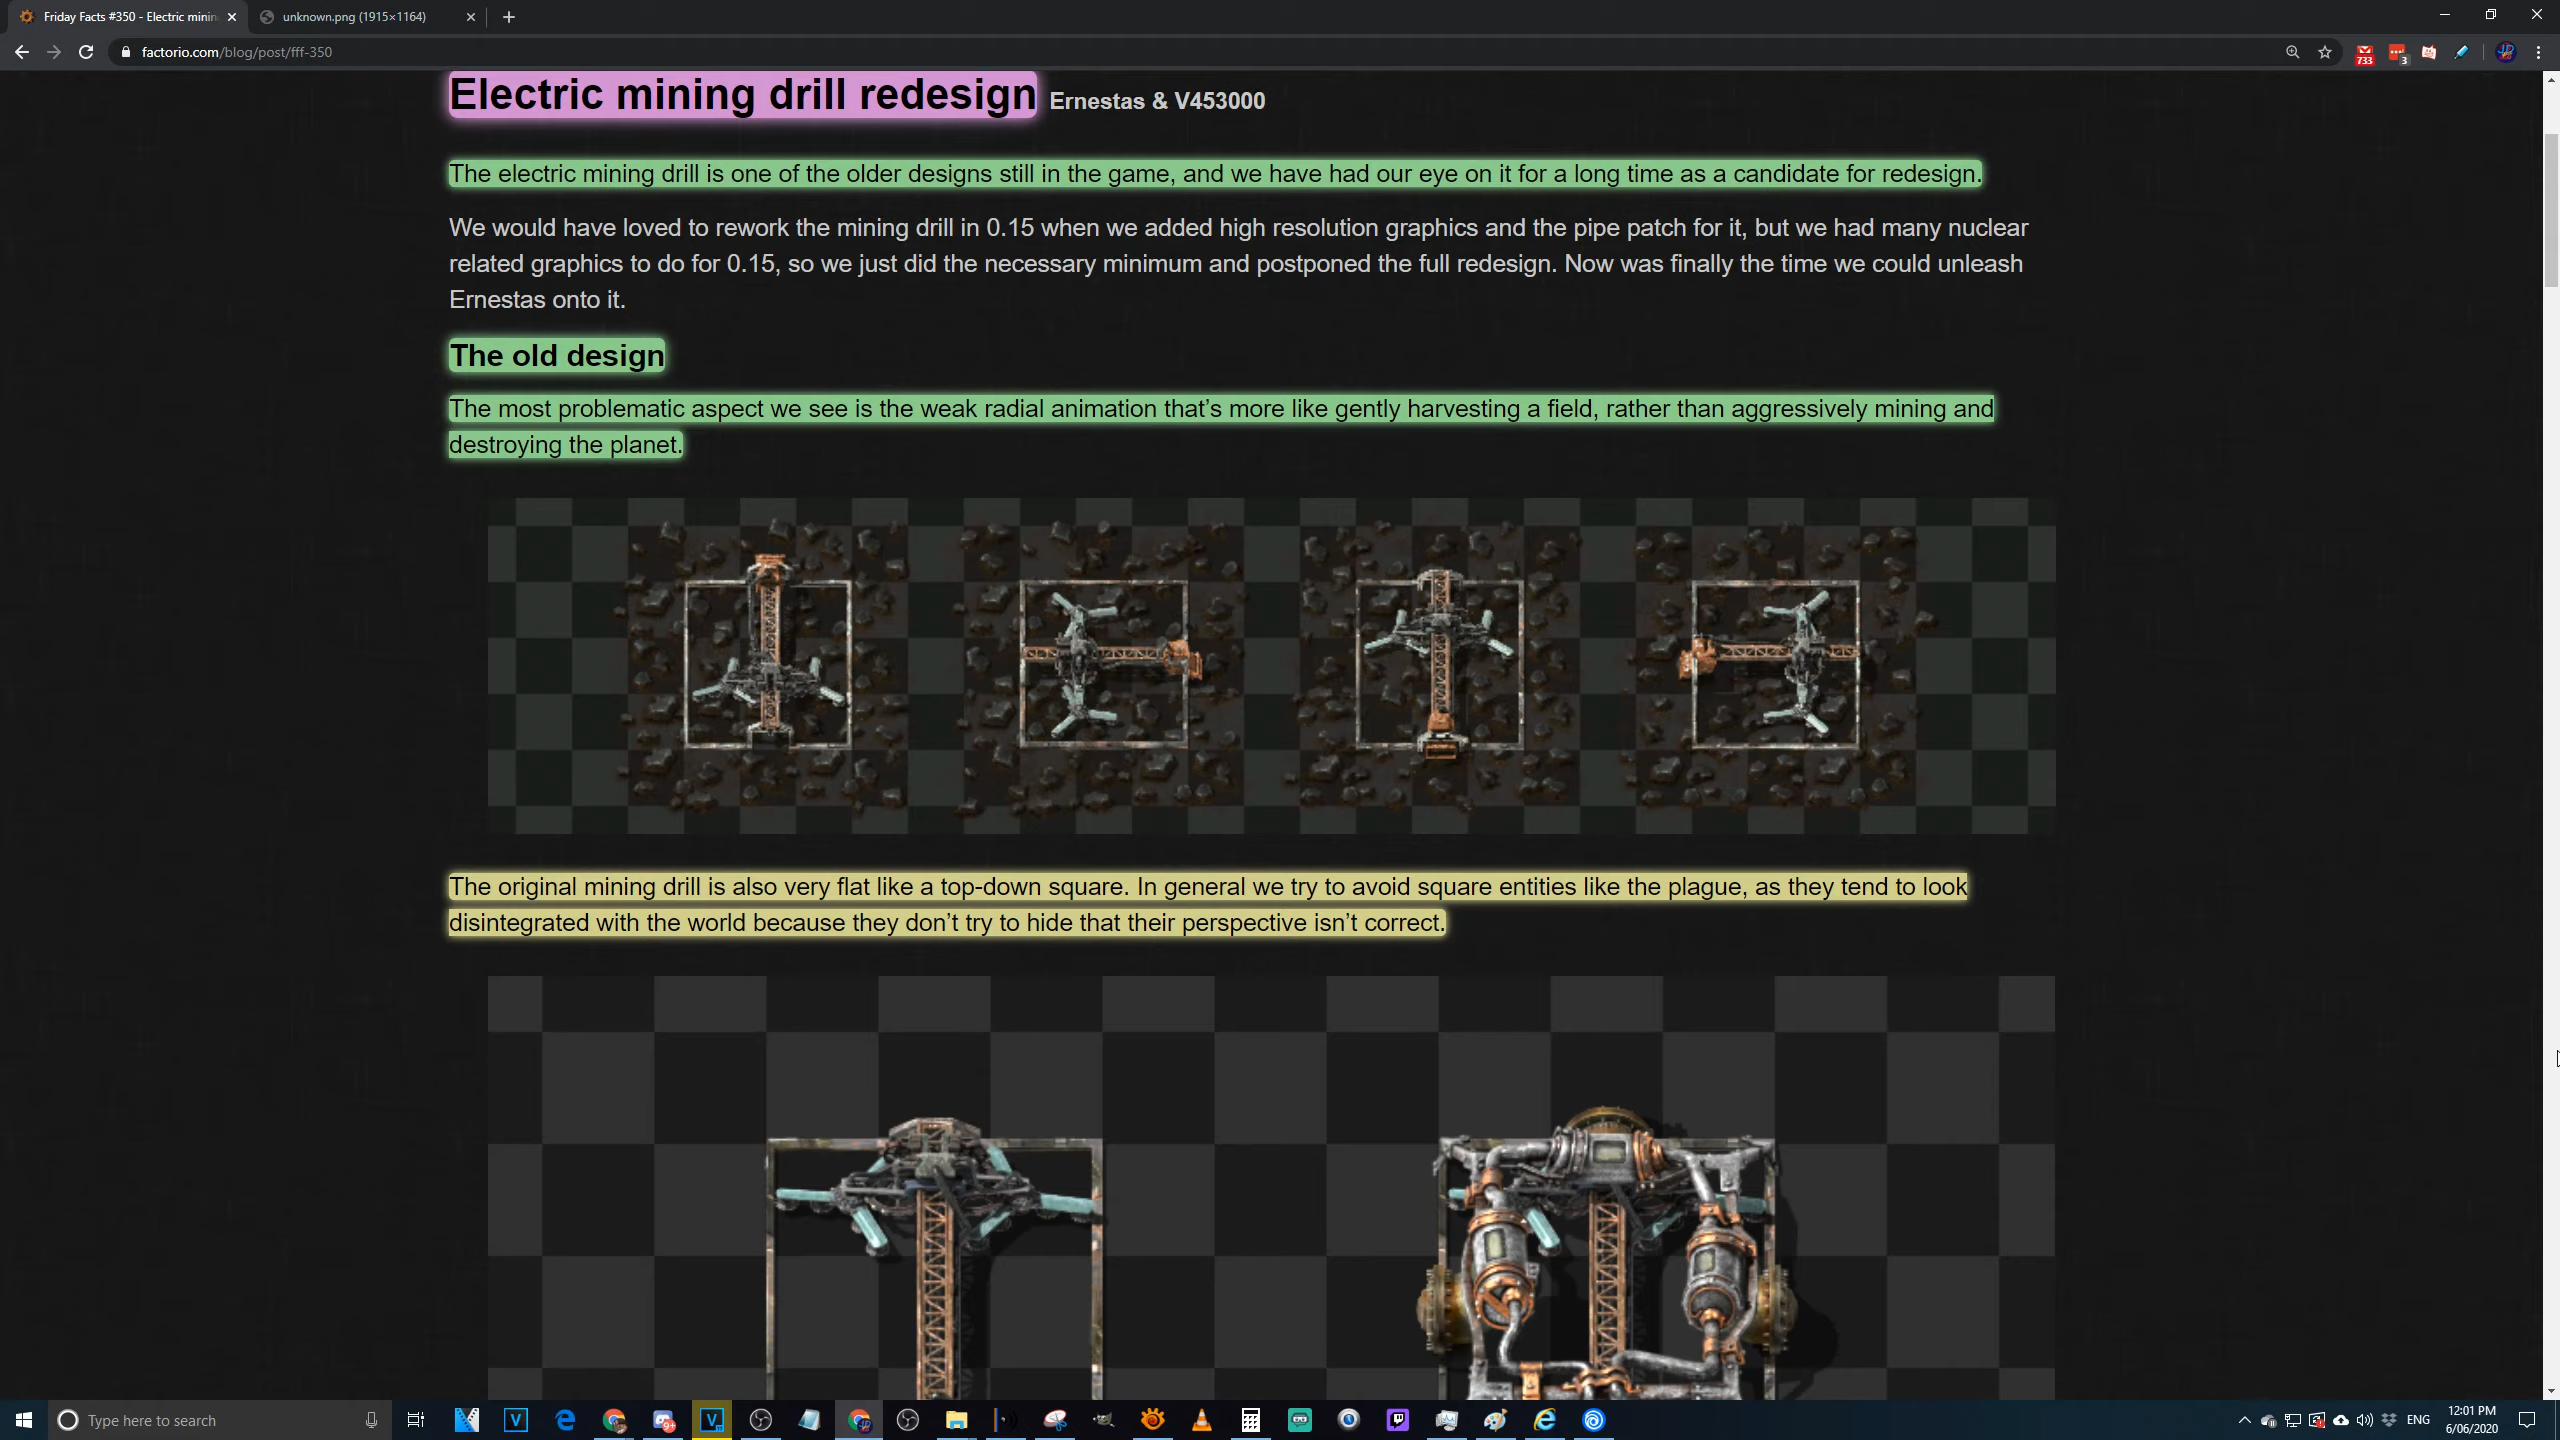 Friday Facts #350 - Electric minin
unknown.png (1915×1164)
factorio.com/blog/post/fff-350
733
3
Electric mining drill redesign Ernestas & V453000
The electric mining drill is one of the older designs still in the game, and we have had our eye on it for a long time as a candidate for redesign.
We would have loved to rework the mining drill in 0.15 when we added high resolution graphics and the pipe patch for it, but we had many nuclear
related graphics to do for 0.15, so we just did the necessary minimum and postponed the full redesign. Now was finally the time we could unleash
Ernestas onto it.
The old design
The most problematic aspect we see is the weak radial animation that’s more like gently harvesting a field, rather than aggressively mining and
destroying the planet.
The original mining drill is also very flat like a top-down square. In general we try to avoid square entities like the plague, as they tend to look
disintegrated with the world because they don’t try to hide that their perspective isn’t correct.
Type here to search
9+
ENG
12:01 PM
6/06/2020